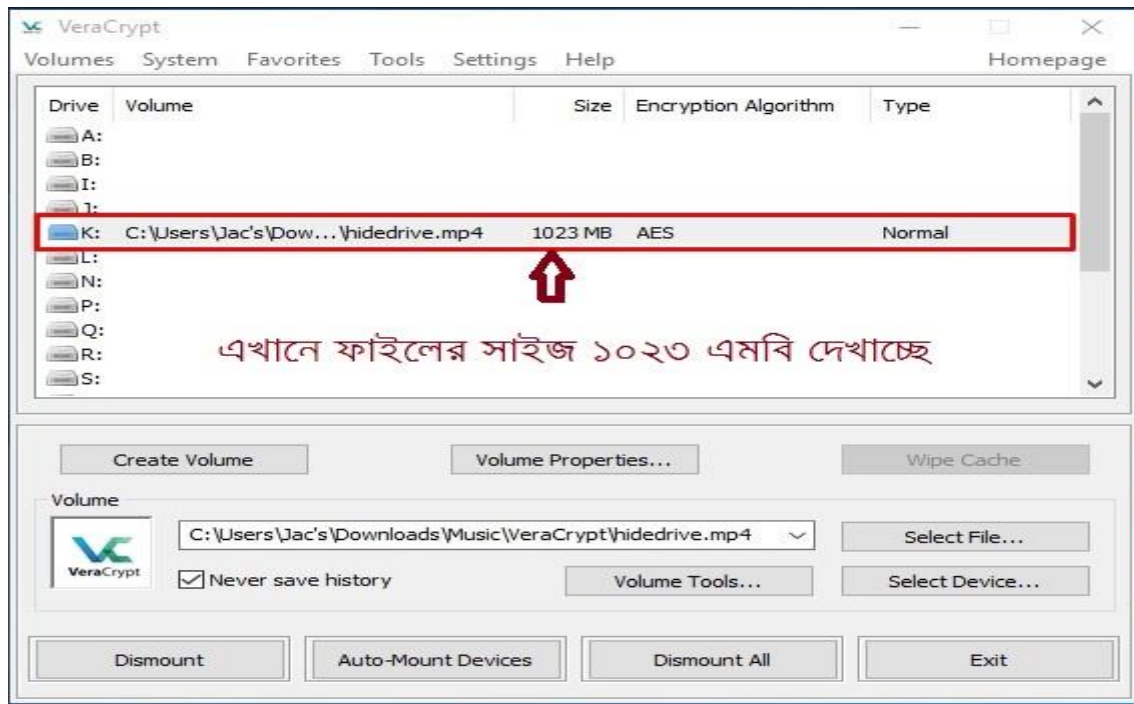 VeraCrypt
Volumes System Favorites Tools Settings Help Homepage
Drive Volume Size Encryption Algorithm Type
A:
B:
I:
J:
K: C:\Users\Jac's\Dow...\hidedrive.mp4 1023 MB AES Normal
L:
N:
P:
Q:
R:
S:
এখানে ফাইলের সাইজ ১০২৩ এমবি দেখাচ্ছে
Create Volume Volume Properties... Wipe Cache
Volume
C:\Users\Jac's\Downloads\Music\VeraCrypt\hidedrive.mp4 Select File...
VeraCrypt
Never save history Volume Tools... Select Device...
Dismount Auto-Mount Devices Dismount All Exit